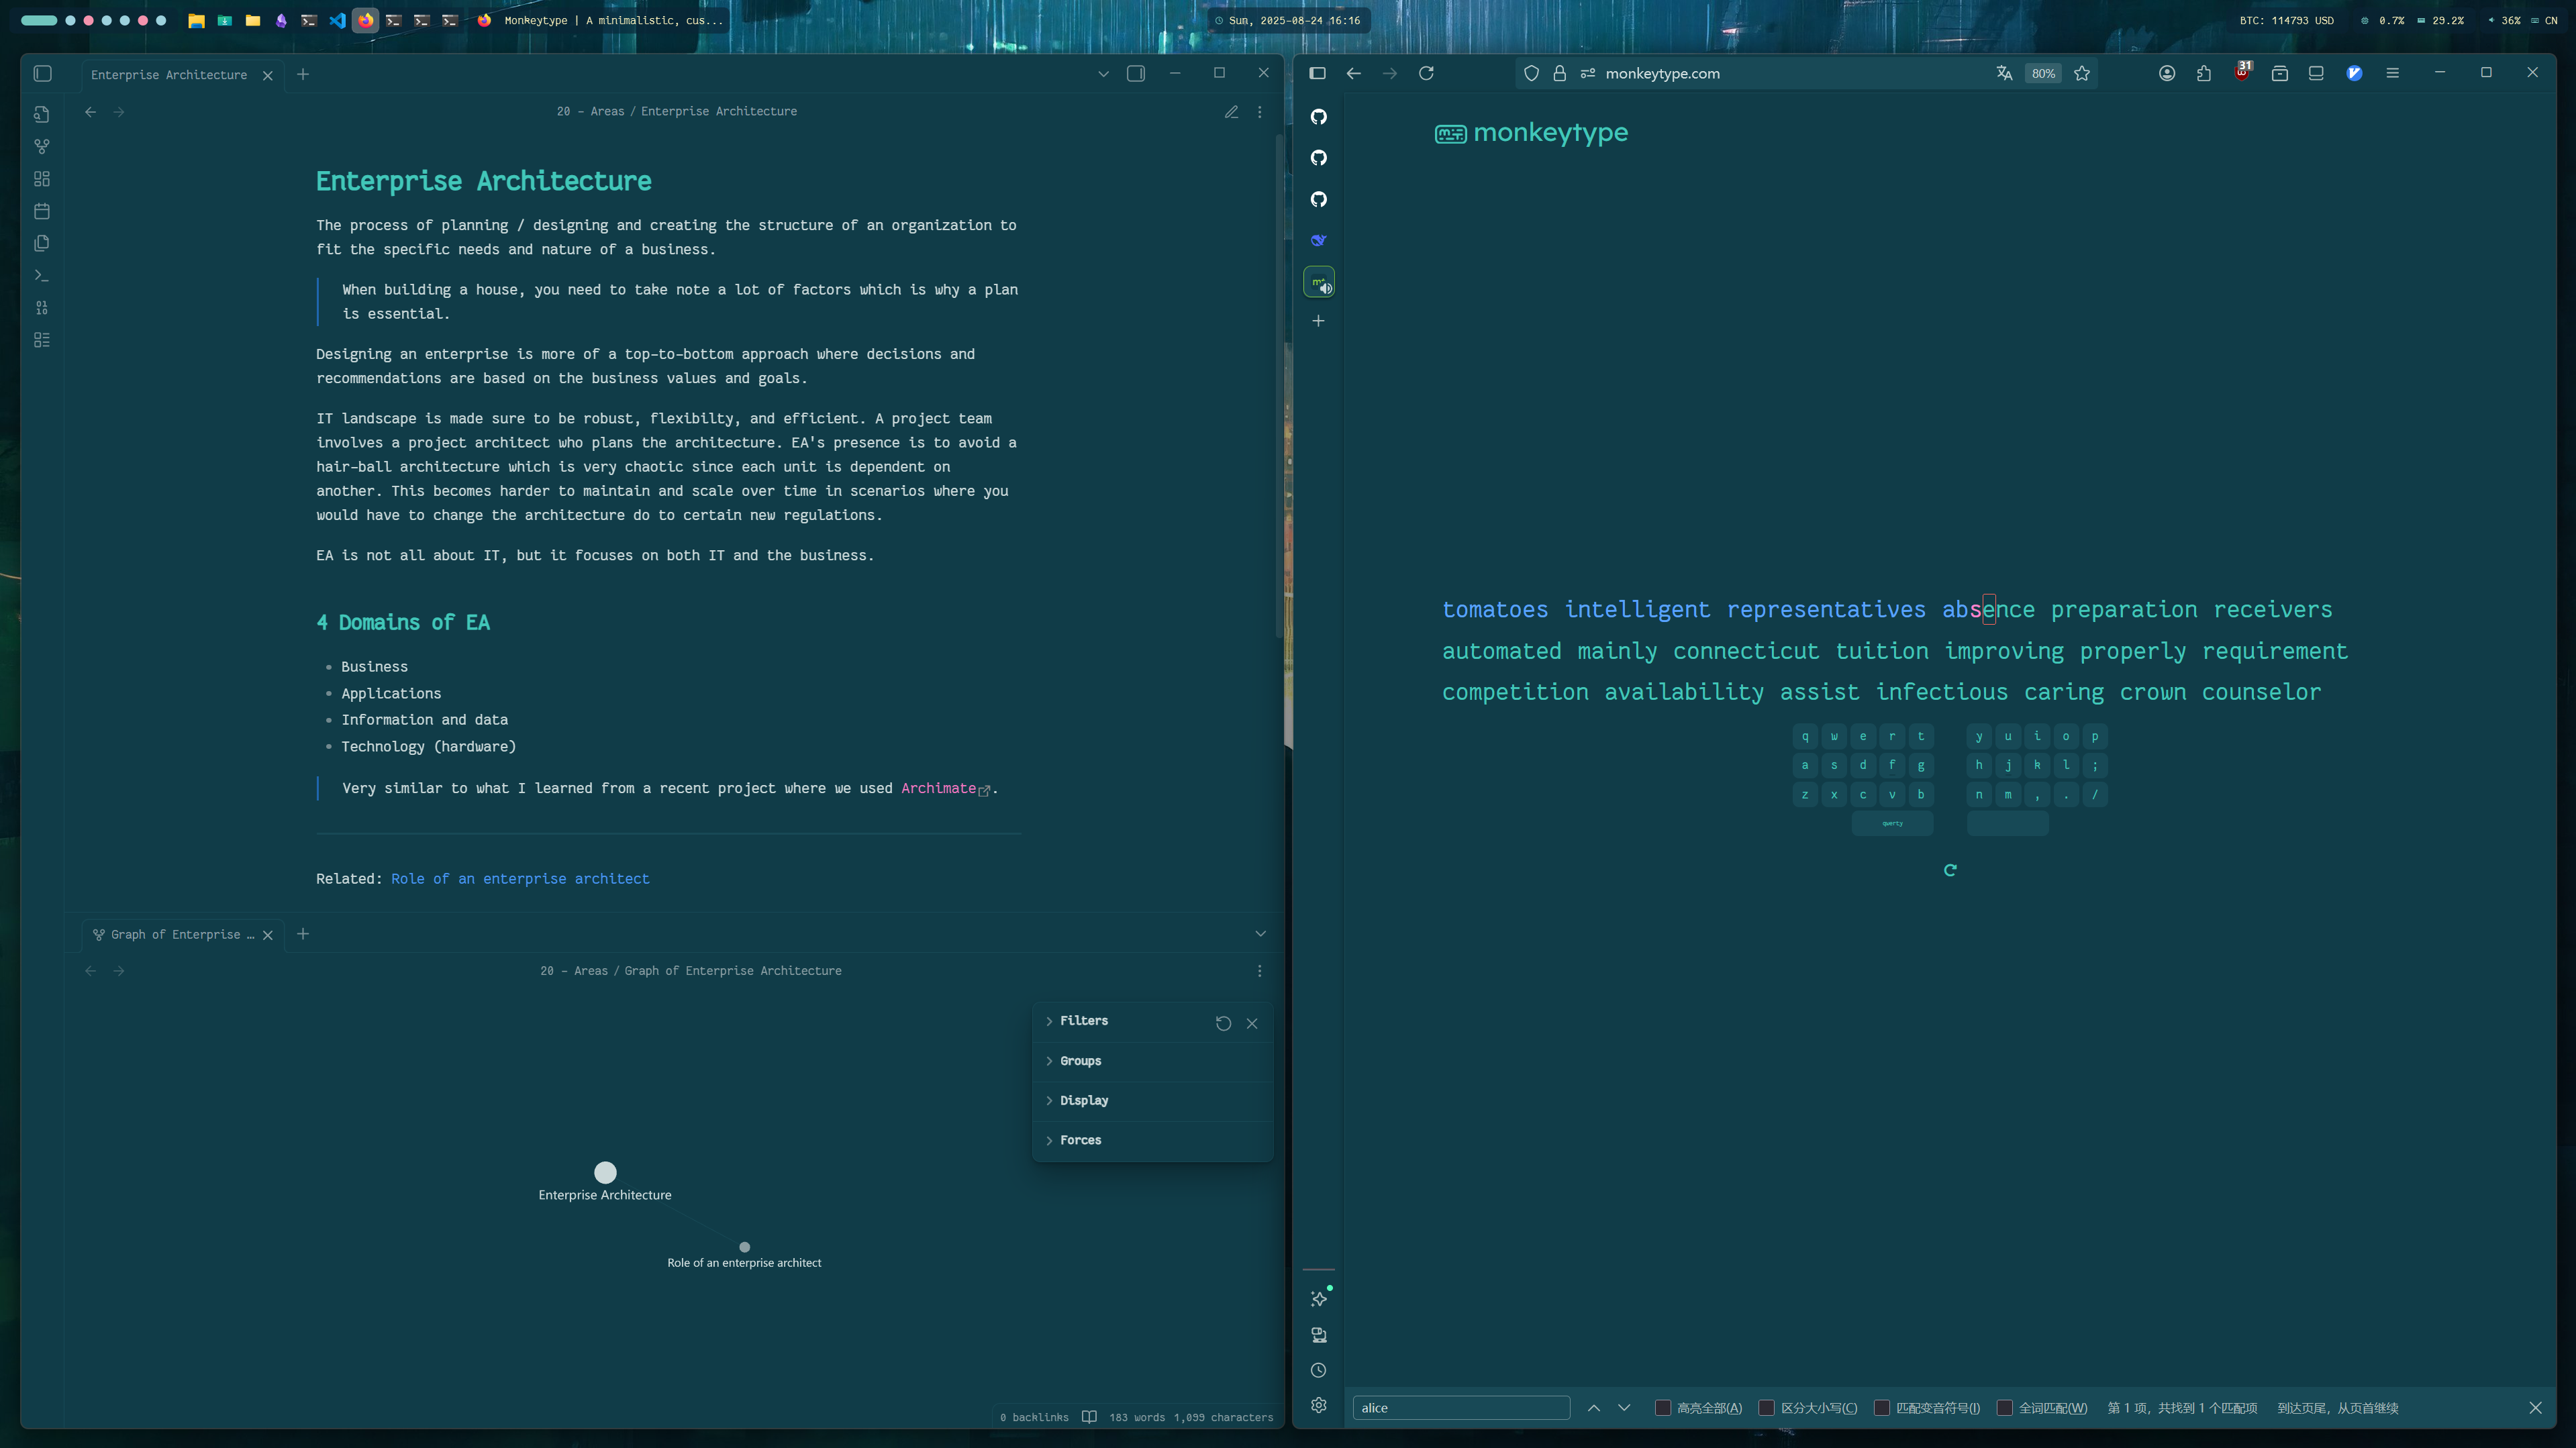 Monkeytype | A minimalistic, cus...
Sun, 2025-08-24 16:16
BTC: 114793 USD
0.7%
29.2%
36%
CN
Enterprise Architecture
20 - Areas / Enterprise Architecture
Enterprise Architecture
The process of planning / designing and creating the structure of an organization to
fit the specific needs and nature of a business.
When building a house, you need to take note a lot of factors which is why a plan
is essential.
Designing an enterprise is more of a top-to-bottom approach where decisions and
recommendations are based on the business values and goals.
IT landscape is made sure to be robust, flexibilty, and efficient. A project team
involves a project architect who plans the architecture. EA's presence is to avoid a
hair-ball architecture which is very chaotic since each unit is dependent on
another. This becomes harder to maintain and scale over time in scenarios where you
would have to change the architecture do to certain new regulations.
EA is not all about IT, but it focuses on both IT and the business.
4 Domains of EA
Business
Applications
Information and data
Technology (hardware)
Very similar to what I learned from a recent project where we used Archimate.
Related: Role of an enterprise architect
Graph of Enterprise …
20 - Areas / Graph of Enterprise Architecture
Filters
Groups
Display
Forces
Enterprise Architecture
Role of an enterprise architect
0 backlinks
183 words
1,099 characters
monkeytype.com
80%
31
monkeytype
tomatoes intelligent representatives absence preparation receivers
automated mainly connecticut tuition improving properly requirement
competition availability assist infectious caring crown counselor
q w e r t y u i o p
a s d f g h j k l ;
z x c v b n m , . /
qwerty
alice
高亮全部(A)
区分大小写(C)
匹配变音符号(I)
全词匹配(W)
第 1 项，共找到 1 个匹配项
到达页尾，从页首继续